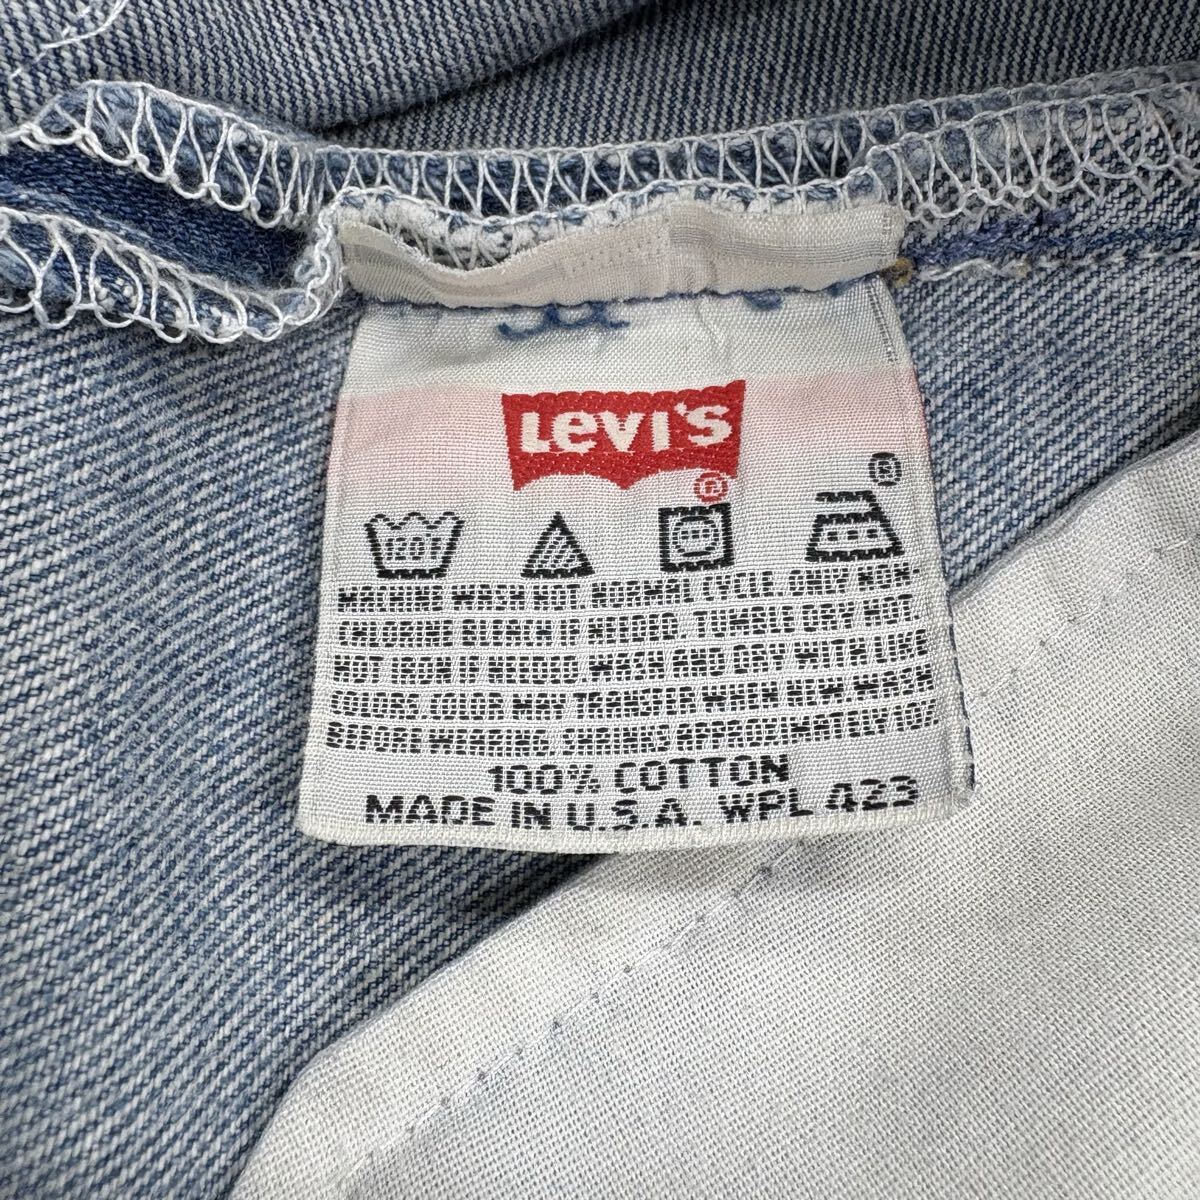 LEVI'S
®
®
120F
MACHINE WASH HOT. NORMAL CYCLE. ONLY NON-
CHLORINE BLEACH IF NEEDED. TUMBLE DRY HOT.
HOT IRON IF NEEDED. WASH AND DRY WITH LIKE
COLORS. COLOR MAY TRANSFER WHEN NEW. WASH
BEFORE WEARING. SHRINKS APPROXIMATELY 10%
100% COTTON
MADE IN U.S.A. WPL 423